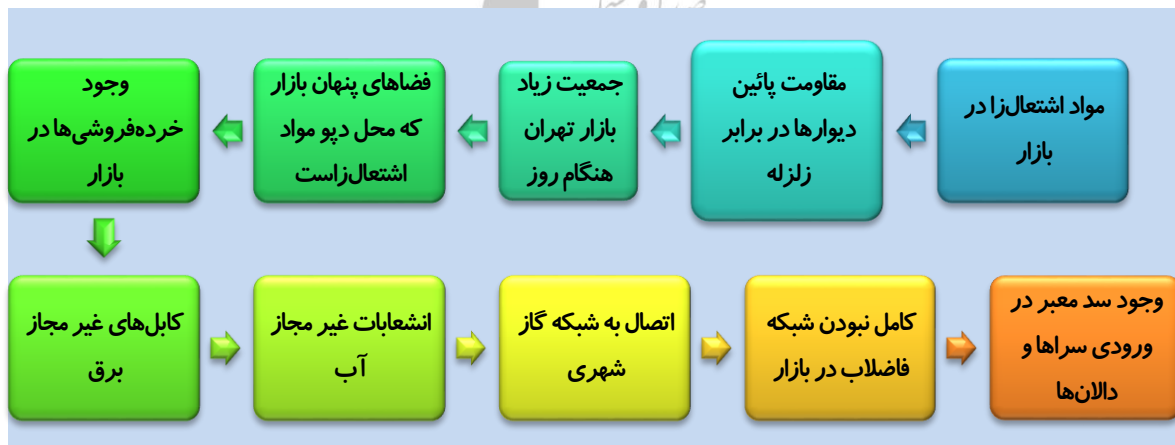 مواد اشتعال‌زا در
بازار
مقاومت پائین
دیوارها در برابر
زلزله
جمعیت زیاد
بازار تهران
هنگام روز
فضاهای پنهان بازار
که محل دپو مواد
اشتعال‌زاست
وجود
خرده‌فروشی‌ها در
بازار
کابل‌های غیر مجاز
برق
انشعابات غیر مجاز
آب
اتصال به شبکه گاز
شهری
کامل نبودن شبکه
فاضلاب در بازار
وجود سد معبر در
ورودی سراها و
دالان‌ها